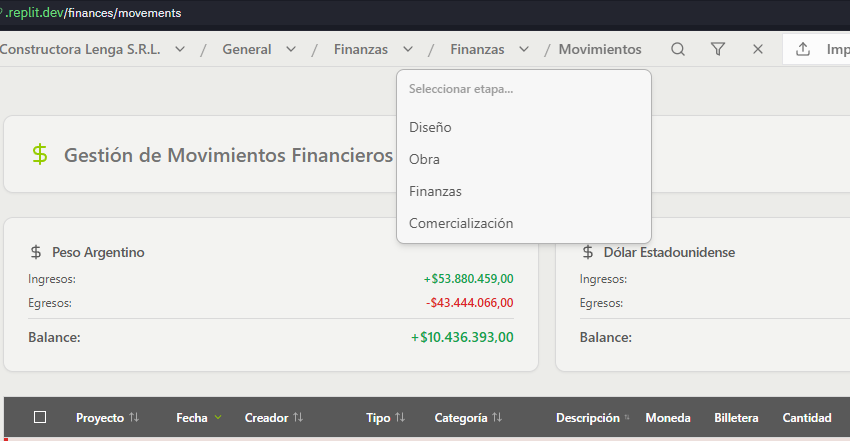 .replit.dev/finances/movements
Constructora Lenga S.R.L. / General / Finanzas / Finanzas / Movimientos Imp
Seleccionar etapa...
Diseño
Obra
Finanzas
Comercialización
$ Gestión de Movimientos Financieros
$ Peso Argentino
Ingresos: +$53.880.459,00
Egresos: -$43.444.066,00
Balance: +$10.436.393,00
$ Dólar Estadounidense
Ingresos:
Egresos:
Balance:
Proyecto Fecha Creador Tipo Categoría Descripción Moneda Billetera Cantidad